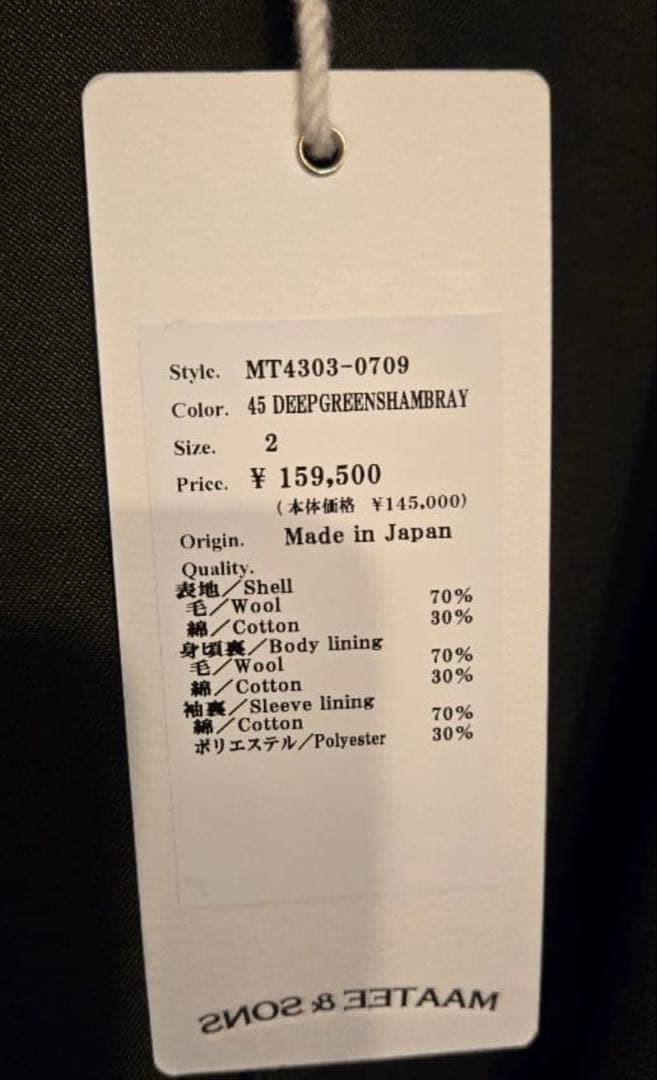 Style. MT4303-0709
Color. 45 DEEPGREENSHAMBRAY
Size. 2
Price. ¥ 159,500
(本体価格 ¥145,000)
Origin. Made in Japan
Quality.
表地/Shell
毛/Wool 70%
綿/Cotton 30%
身頃裏/Body lining
毛/Wool 70%
綿/Cotton 30%
袖裏/Sleeve lining
綿/Cotton 70%
ポリエステル/Polyester 30%
MAATEE & SONS